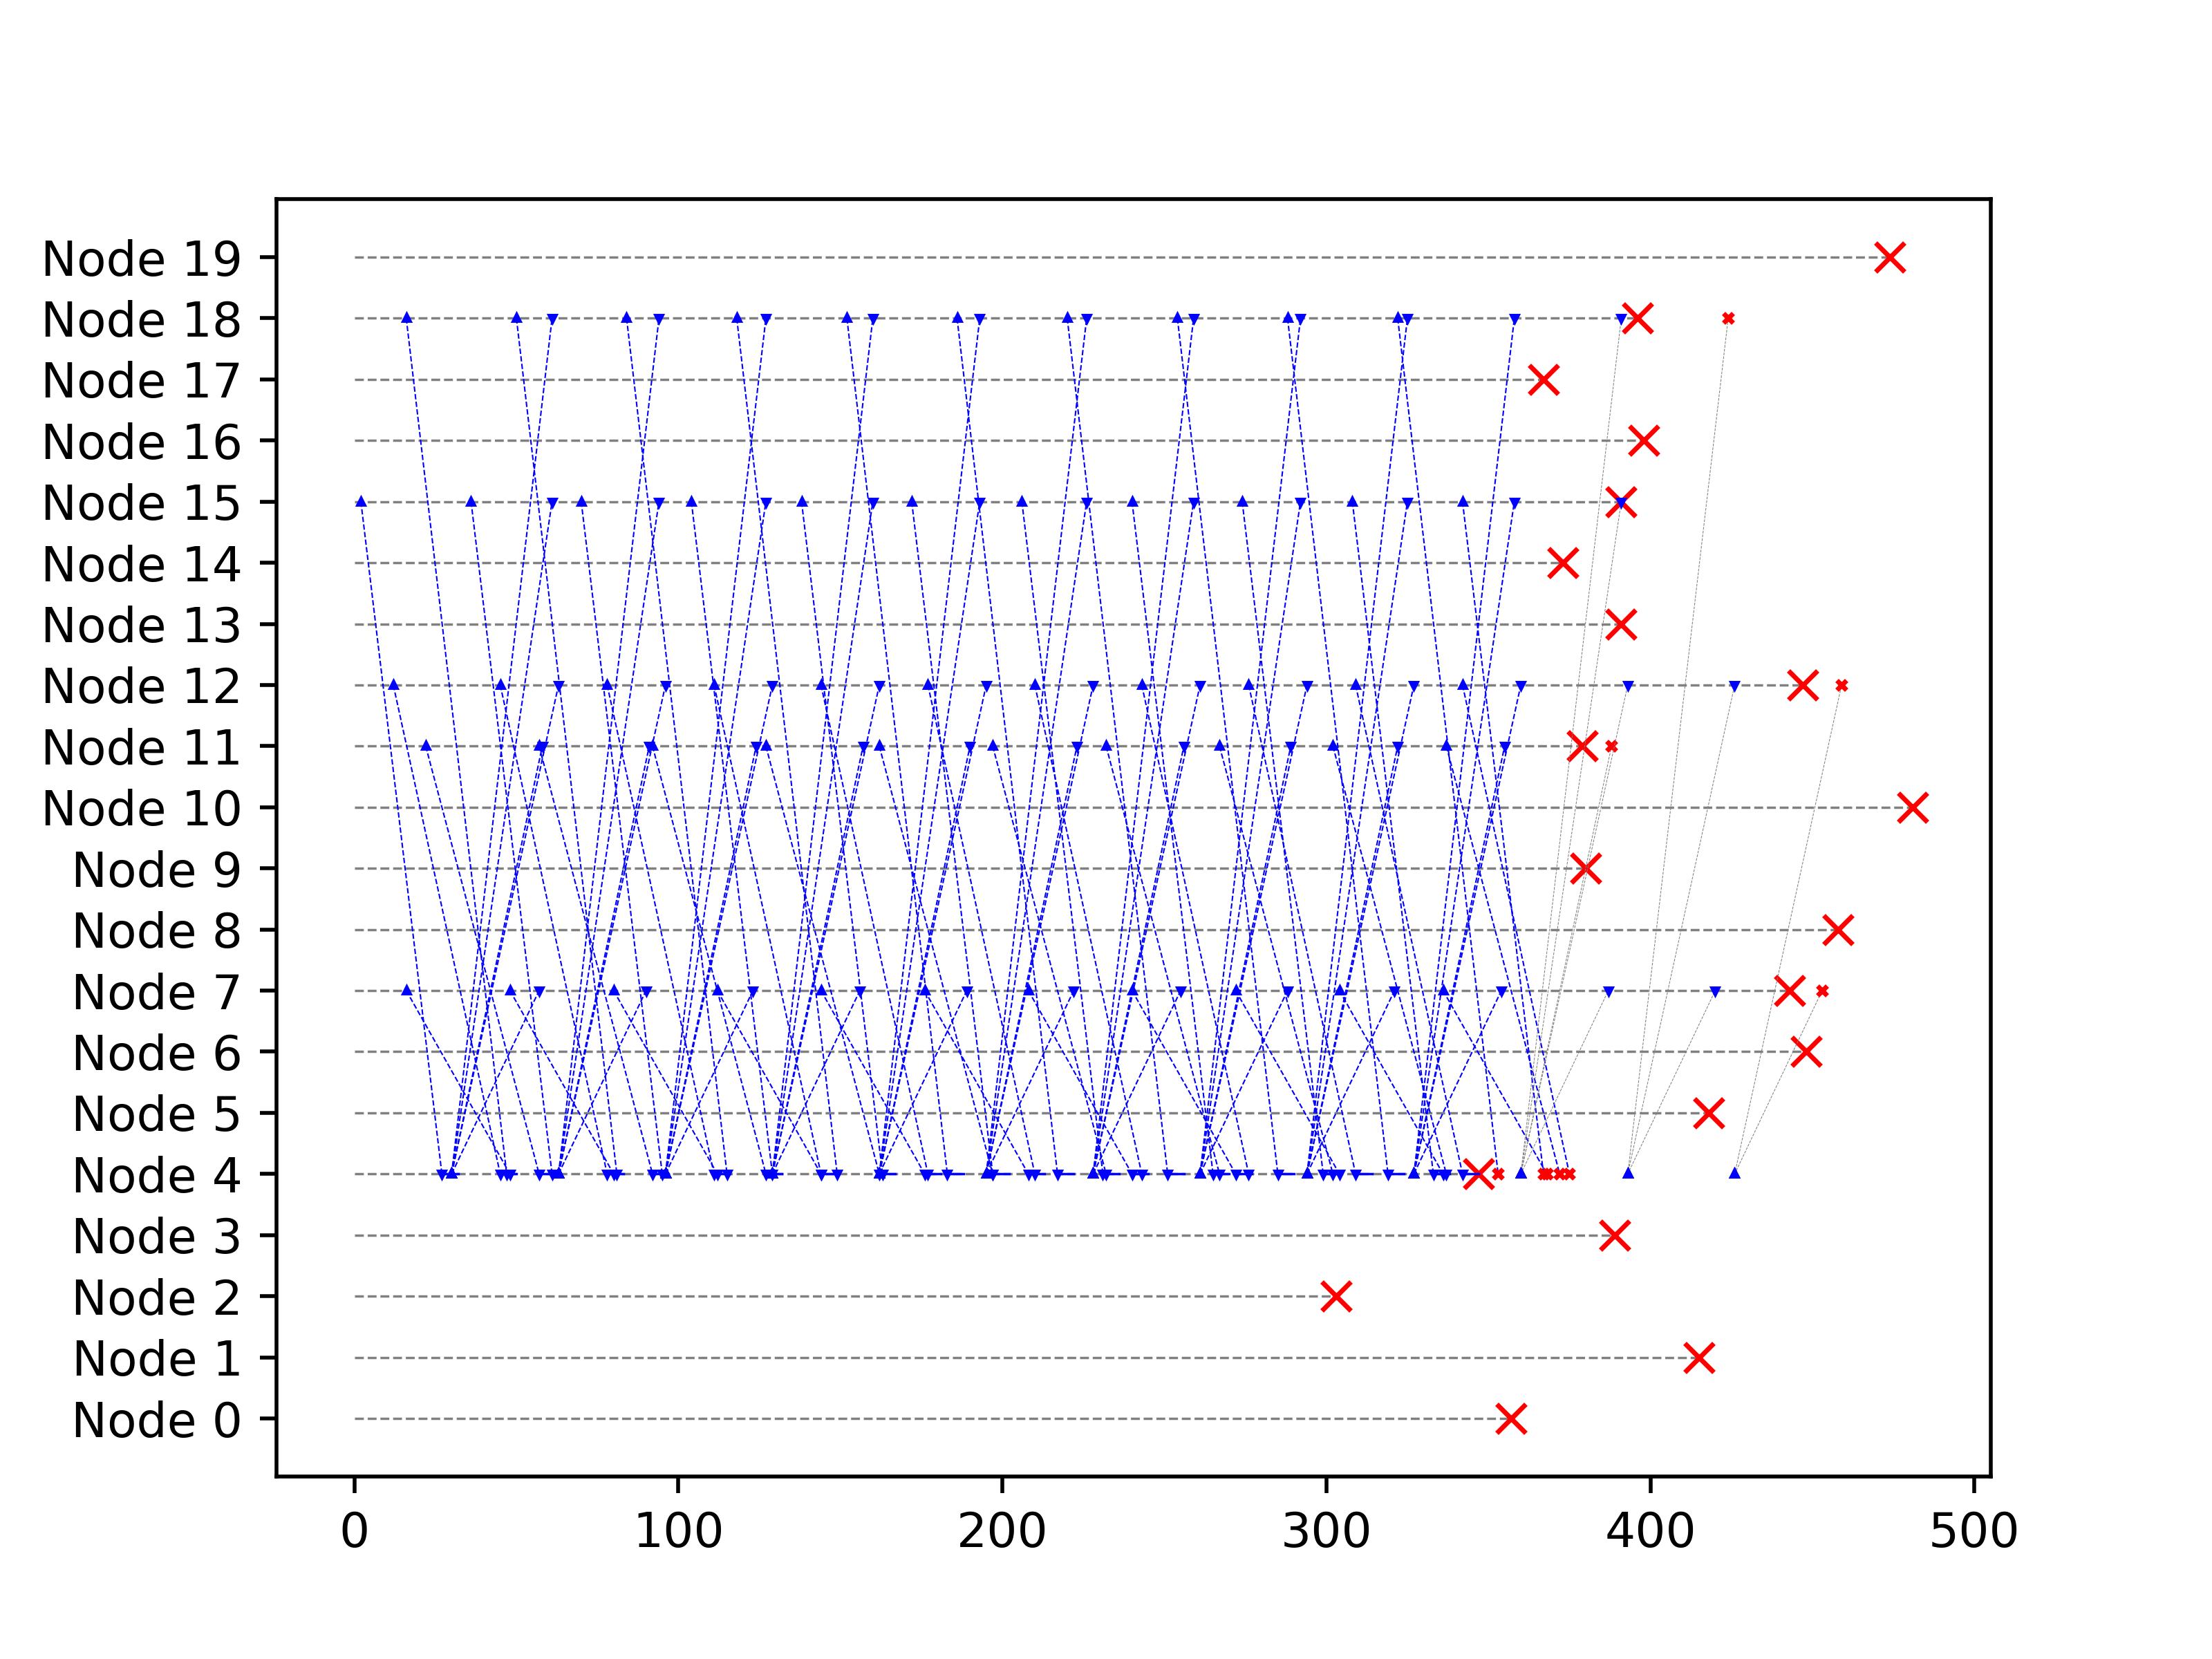 Node 19
Node 18
Node 17
Node 16
Node 15
Node 14
Node 13
Node 12
Node 11
Node 10
Node 9
Node 8
Node 7
Node 6
Node 5
Node 4
Node 3
Node 2
Node 1
Node 0
0 100 200 300 400 500